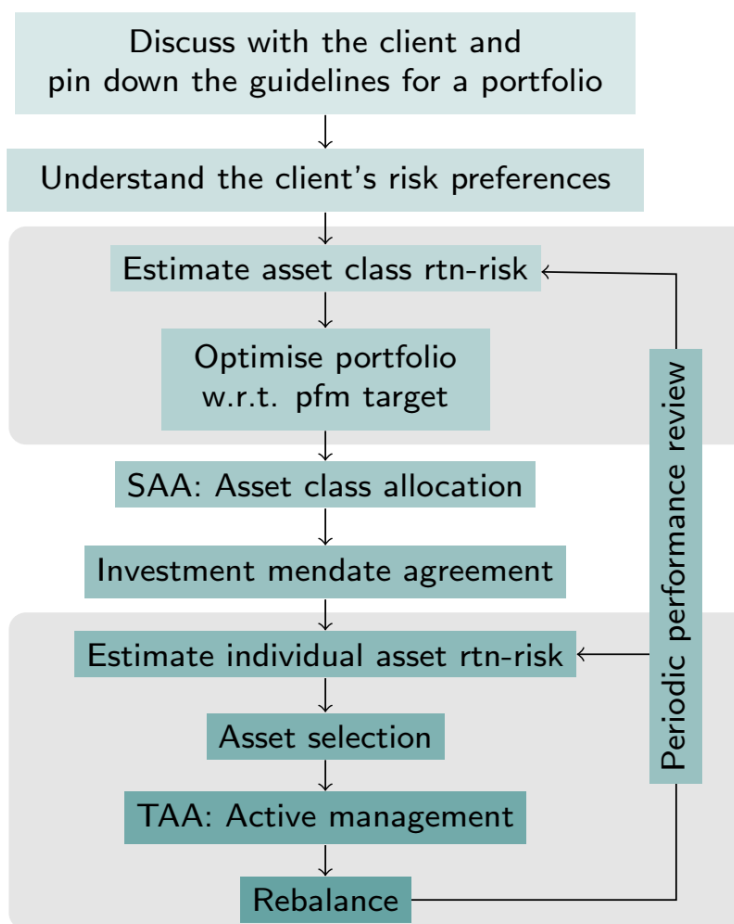 Discuss with the client and
pin down the guidelines for a portfolio
Understand the client's risk preferences
Estimate asset class rtn-risk
Optimise portfolio
w.r.t. pfm target
SAA: Asset class allocation
Investment mendate agreement
Estimate individual asset rtn-risk
Asset selection
TAA: Active management
Rebalance
Periodic performance review